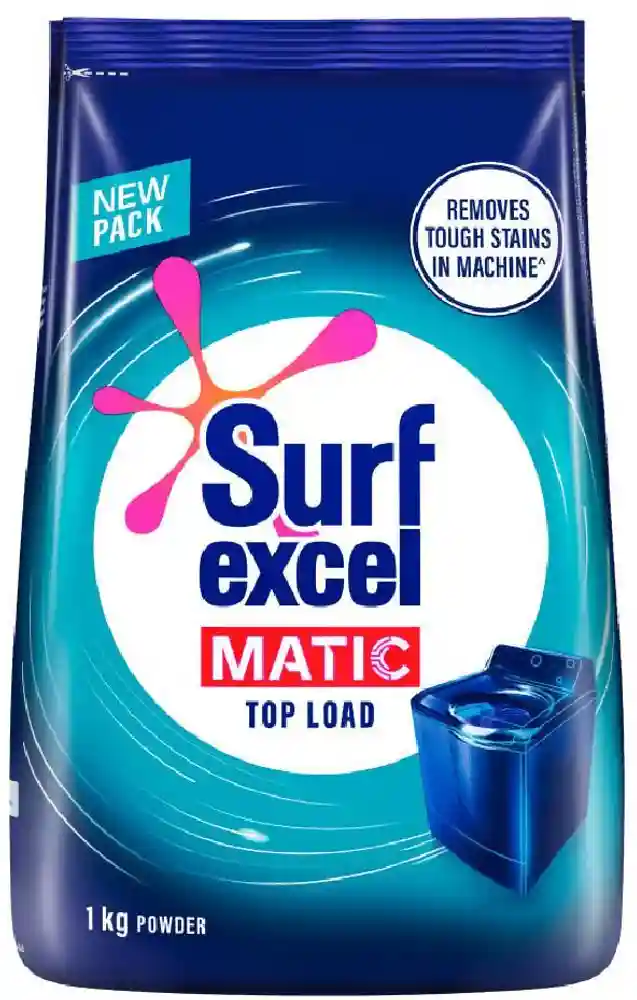 NEW
PACK
REMOVES
TOUGH STAINS
IN MACHINE^
Surf
excel
MATIC
TOP LOAD
1 kg POWDER